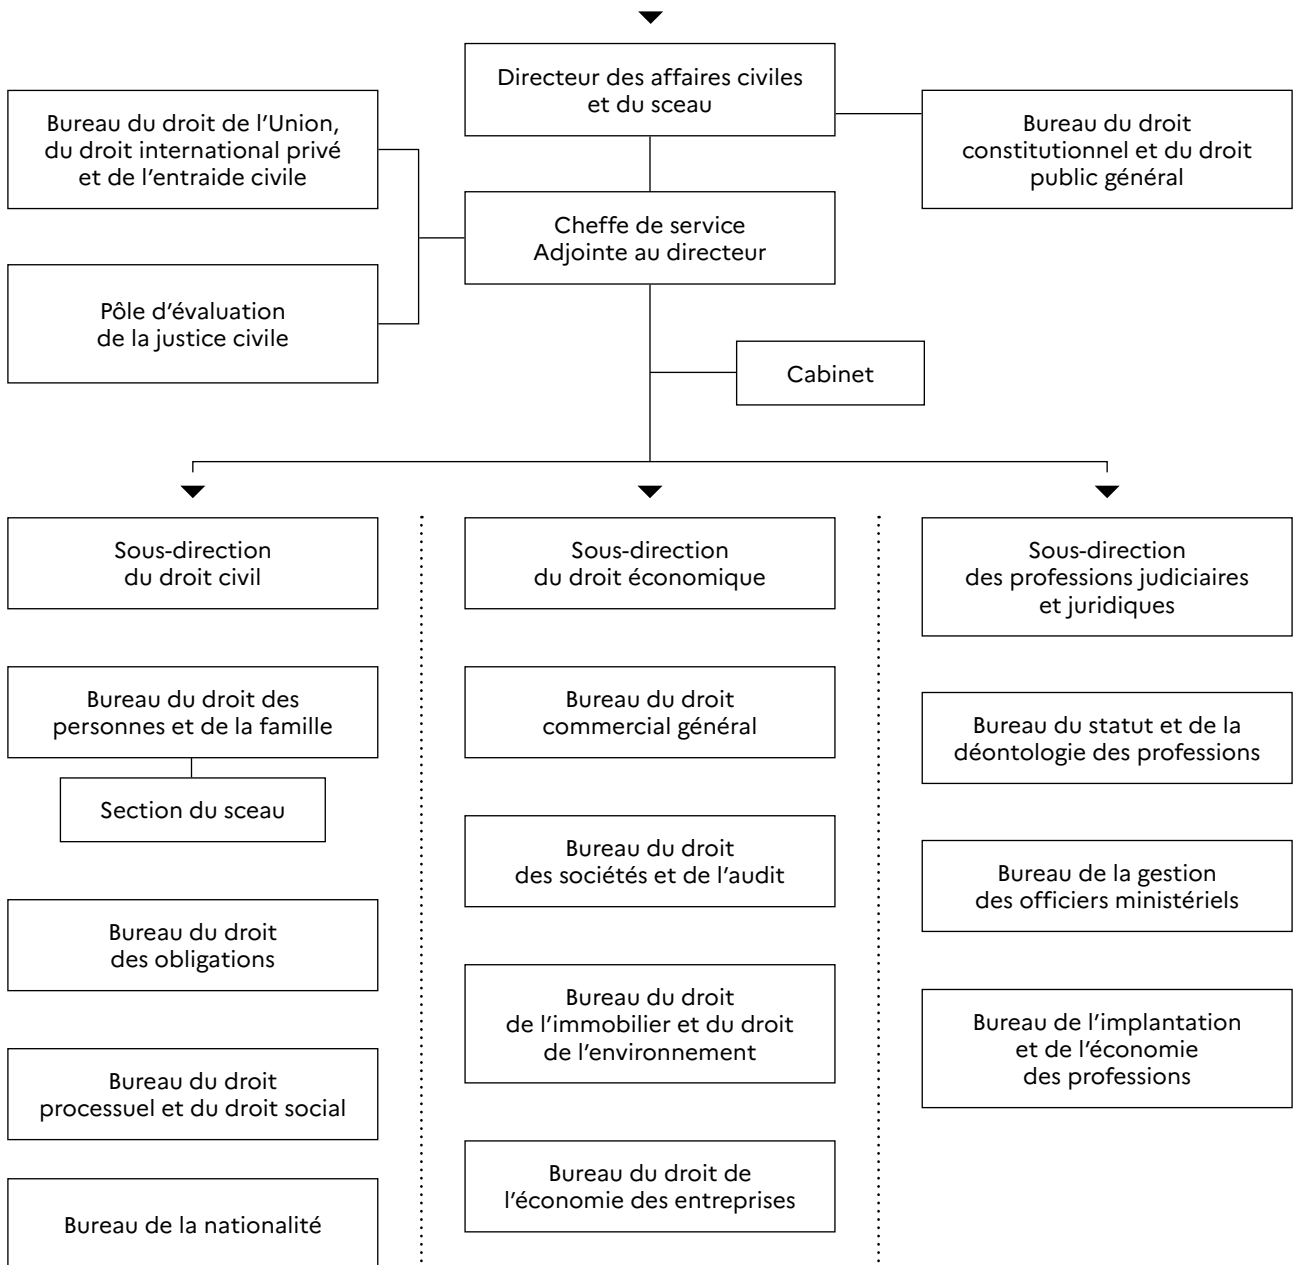 Directeur des affaires civiles
et du sceau
Bureau du droit de l'Union,
du droit international privé
et de l'entraide civile
Bureau du droit
constitutionnel et du droit
public général
Cheffe de service
Adjointe au directeur
Pôle d'évaluation
de la justice civile
Cabinet
Sous-direction
du droit civil
Bureau du droit des
personnes et de la famille
Section du sceau
Bureau du droit
des obligations
Bureau du droit
processuel et du droit social
Bureau de la nationalité
Sous-direction
du droit économique
Bureau du droit
commercial général
Bureau du droit
des sociétés et de l'audit
Bureau du droit
de l'immobilier et du droit
de l'environnement
Bureau du droit de
l'économie des entreprises
Sous-direction
des professions judiciaires
et juridiques
Bureau du statut et de la
déontologie des professions
Bureau de la gestion
des officiers ministériels
Bureau de l'implantation
et de l'économie
des professions